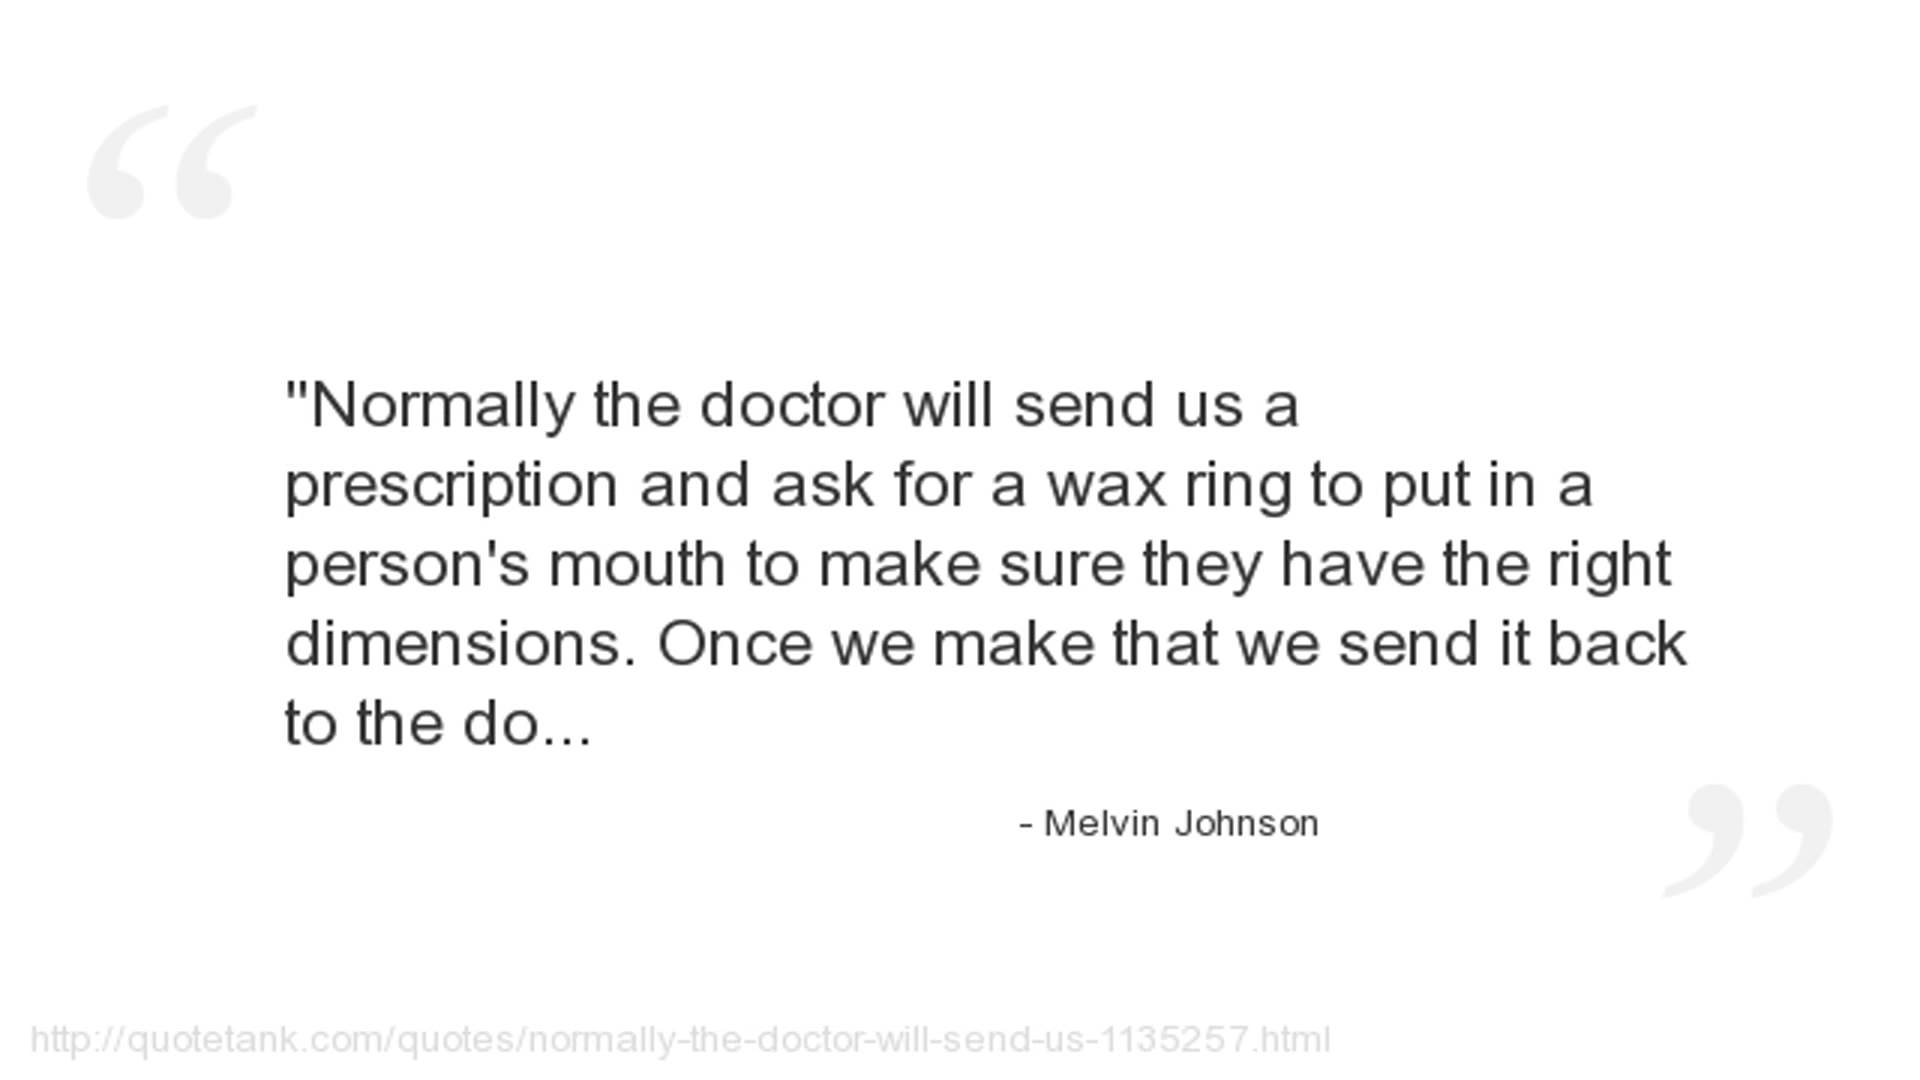 "Normally the doctor will send us a
prescription and ask for a wax ring to put in a
person's mouth to make sure they have the right
dimensions. Once we make that we send it back
to the do...
- Melvin Johnson
http://quotetank.com/quotes/normally-the-doctor-will-send-us-1135257.html